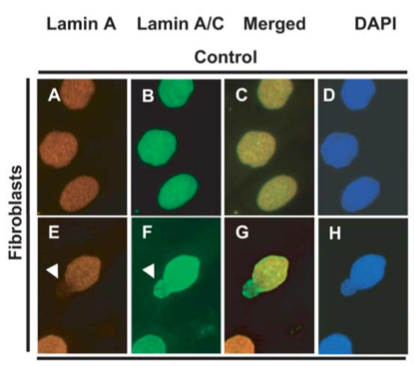 Lamin A Lamin A/C Merged DAPI
Control
Fibroblasts
A B C D
E F G H